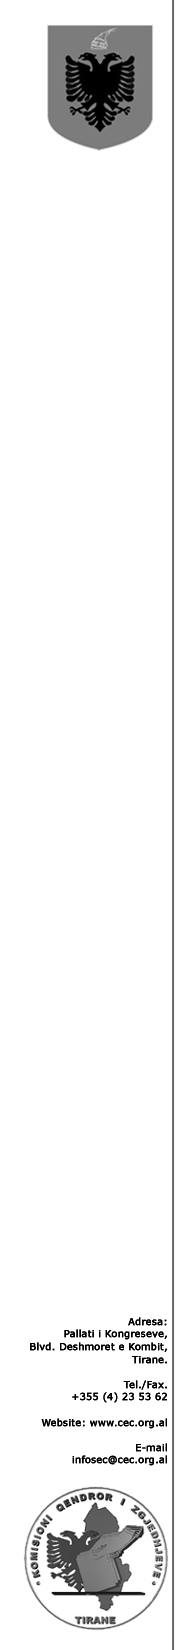 Adresa:
Pallati i Kongreseve,
Blvd. Deshmoret e Kombit,
Tirane.
Tel./Fax.
+355 (4) 23 53 62
Website: www.cec.org.al
E-mail
infosec@cec.org.al
• KOMISIONI QENDROR I ZGJEDHJEVE •
TIRANE